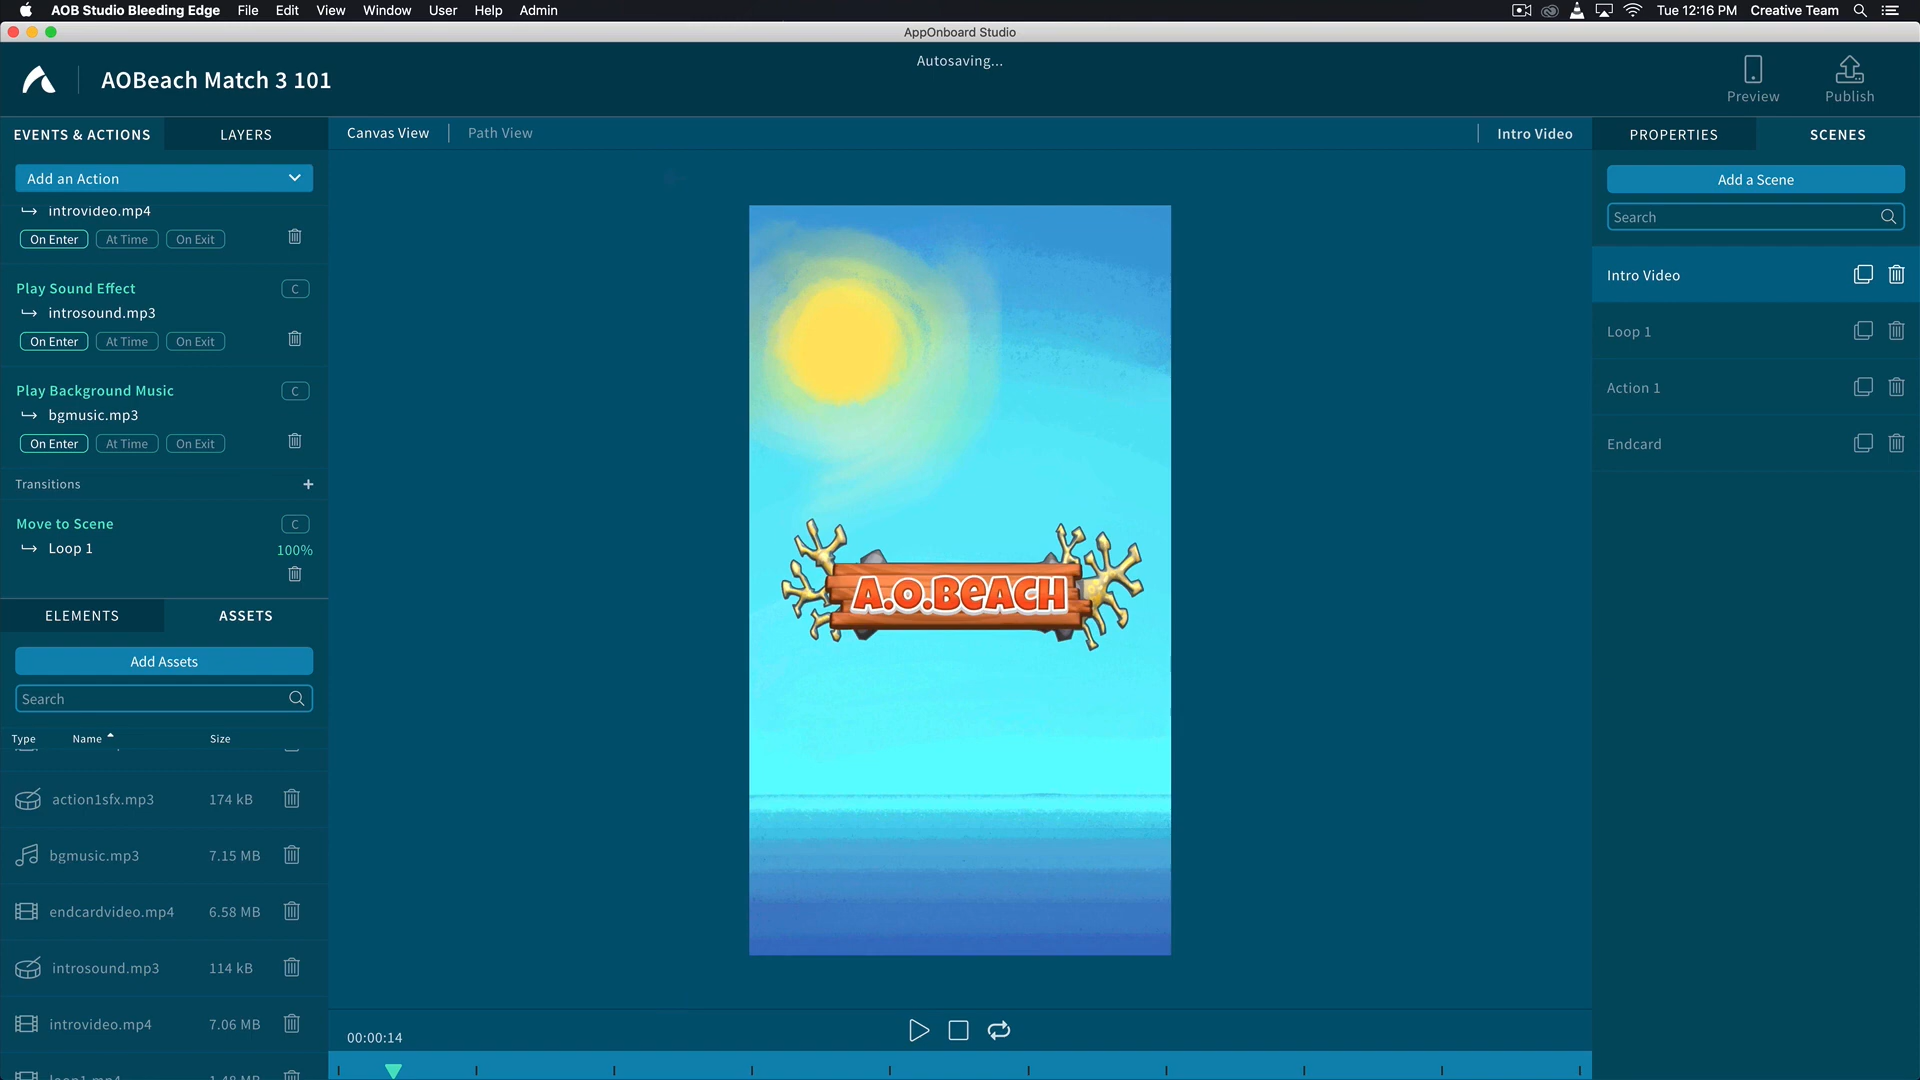 AOB Studio Bleeding Edge File Edit View Window User Help Admin Tue 12:16 PM Creative Team
AppOnboard Studio
Autosaving...
AOBeach Match 3 101
Preview Publish
EVENTS & ACTIONS LAYERS
Canvas View Path View Intro Video
PROPERTIES SCENES
Add an Action
introvideo.mp4
On Enter At Time On Exit
Play Sound Effect C
introsound.mp3
On Enter At Time On Exit
Play Background Music C
bgmusic.mp3
On Enter At Time On Exit
Transitions +
Move to Scene C
Loop 1 100%
ELEMENTS ASSETS
Add Assets
Search
Type Name Size
action1sfx.mp3 174 kB
bgmusic.mp3 7.15 MB
endcardvideo.mp4 6.58 MB
introsound.mp3 114 kB
introvideo.mp4 7.06 MB
loop1.mp4 1.48 MB
A.O.BEACH
00:00:14
Add a Scene
Search
Intro Video
Loop 1
Action 1
Endcard